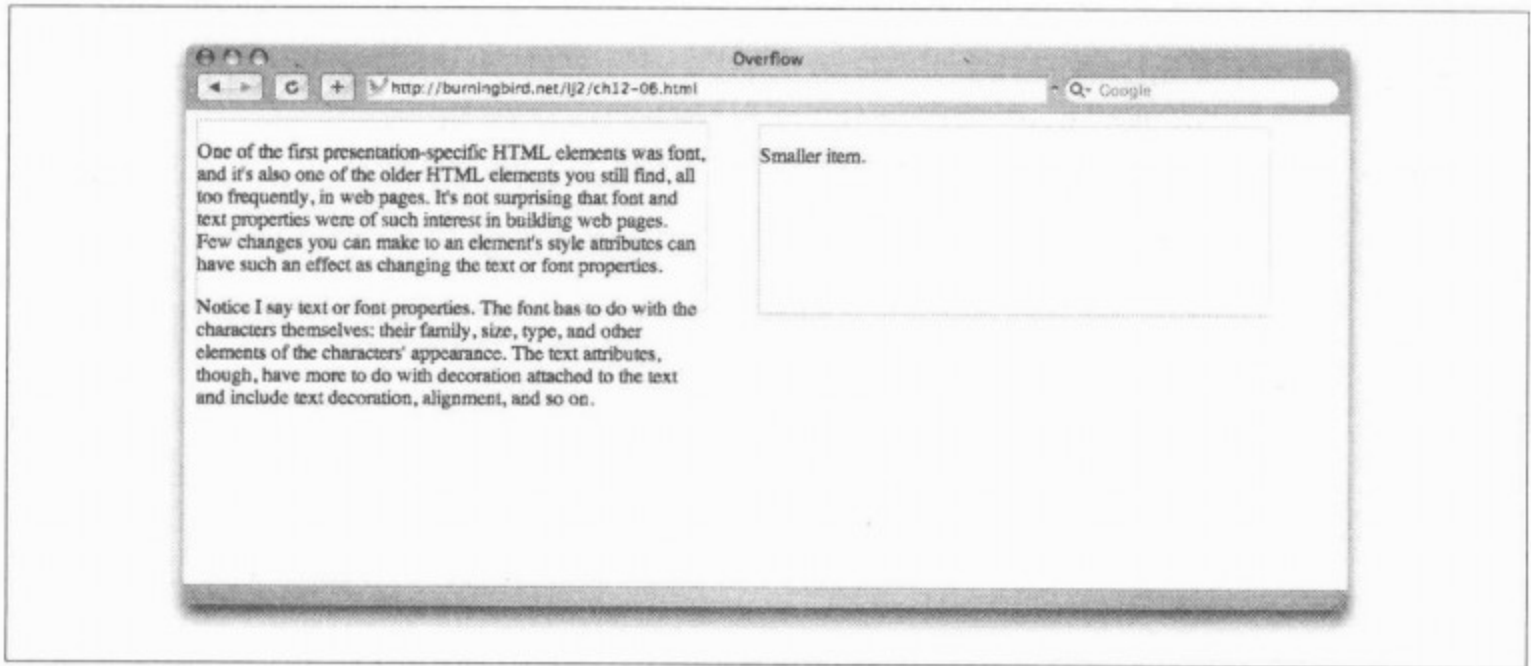 Overflow
http://burningbird.net/lj2/ch12-06.html
Google
One of the first presentation-specific HTML elements was font,
and it's also one of the older HTML elements you still find, all
too frequently, in web pages. It's not surprising that font and
text properties were of such interest in building web pages.
Few changes you can make to an element's style attributes can
have such an effect as changing the text or font properties.
Notice I say text or font properties. The font has to do with the
characters themselves: their family, size, type, and other
elements of the characters' appearance. The text attributes,
though, have more to do with decoration attached to the text
and include text decoration, alignment, and so on.
Smaller item.